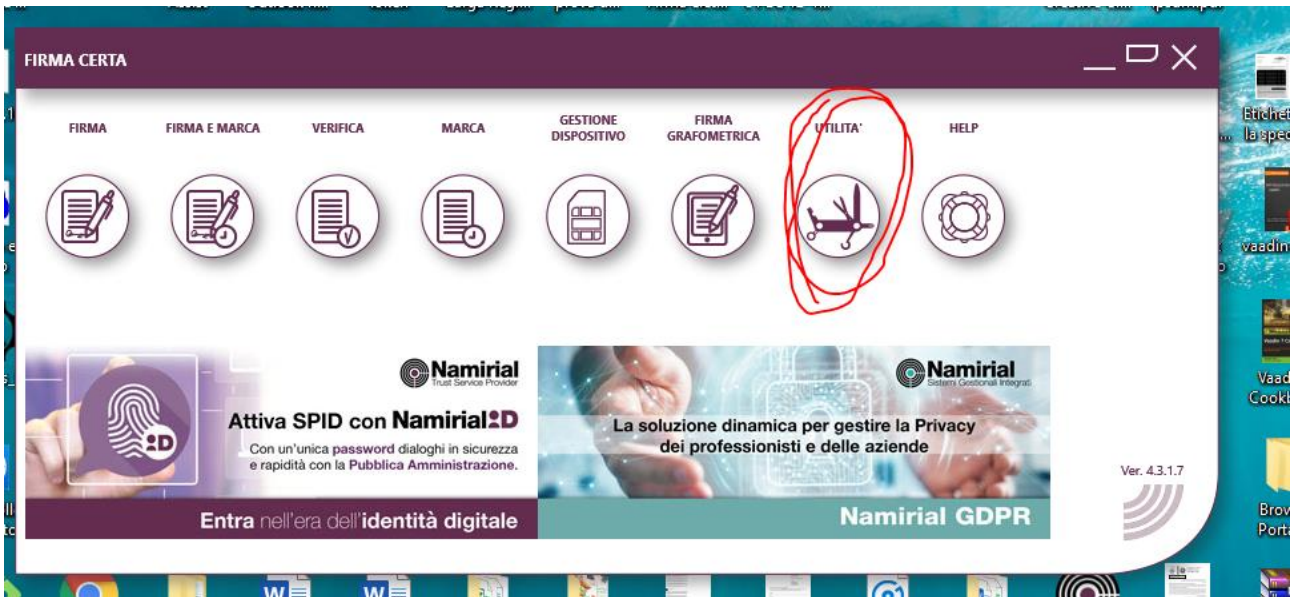 FIRMA CERTA
FIRMA
FIRMA E MARCA
VERIFICA
MARCA
GESTIONE
DISPOSITIVO
FIRMA
GRAFOMETRICA
UTILITA'
HELP
Namirial
Trust Service Provider
Attiva SPID con Namirial ID
Con un'unica password dialoghi in sicurezza
e rapidità con la Pubblica Amministrazione.
Entra nell'era dell'identità digitale
Namirial
Sistemi Gestionali Integrati
La soluzione dinamica per gestire la Privacy
dei professionisti e delle aziende
Namirial GDPR
Ver. 4.3.1.7
Etichet
la spec
vaadin
Vaad
Cookb
Brow
Porta